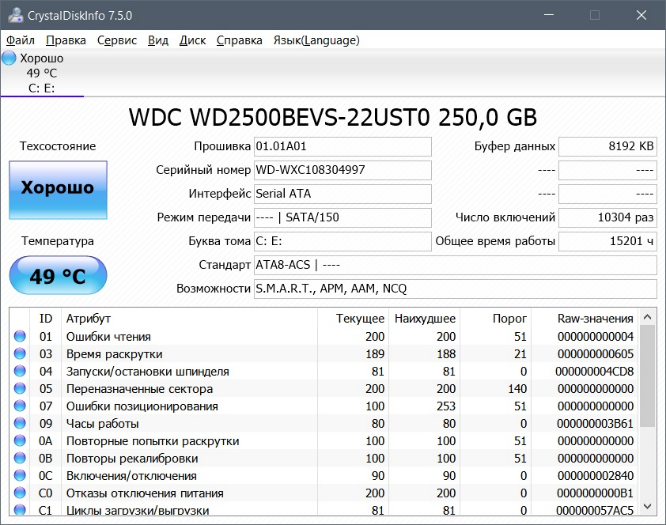 CrystalDiskInfo 7.5.0
Файл Правка Сервис Вид Диск Справка Язык(Language)
Хорошо
49 °C
C: E:
WDC WD2500BEVS-22UST0 250,0 GB
Техсостояние
Хорошо
Температура
49 °C
Прошивка 01.01A01 Буфер данных 8192 KB
Серийный номер WD-WXC108304997 ---- ----
Интерфейс Serial ATA ---- ----
Режим передачи ---- | SATA/150 Число включений 10304 раз
Буква тома C: E: Общее время работы 15201 ч
Стандарт ATA8-ACS | ----
Возможности S.M.A.R.T., APM, AAM, NCQ
ID Атрибут Текущее Наихудшее Порог Raw-значения
01 Ошибки чтения 200 200 51 000000000004
03 Время раскрутки 189 188 21 000000000605
04 Запуски/остановки шпинделя 81 81 0 000000004CD8
05 Переназначенные сектора 200 200 140 000000000000
07 Ошибки позиционирования 100 253 51 000000000000
09 Часы работы 80 80 0 000000003B61
0A Повторные попытки раскрутки 100 100 51 000000000000
0B Повторы рекалибровки 100 100 51 000000000000
0C Включения/отключения 90 90 0 000000002840
C0 Отказы отключения питания 200 200 0 0000000000B1
C1 Циклы загрузки/выгрузки 81 81 0 000000057AC5